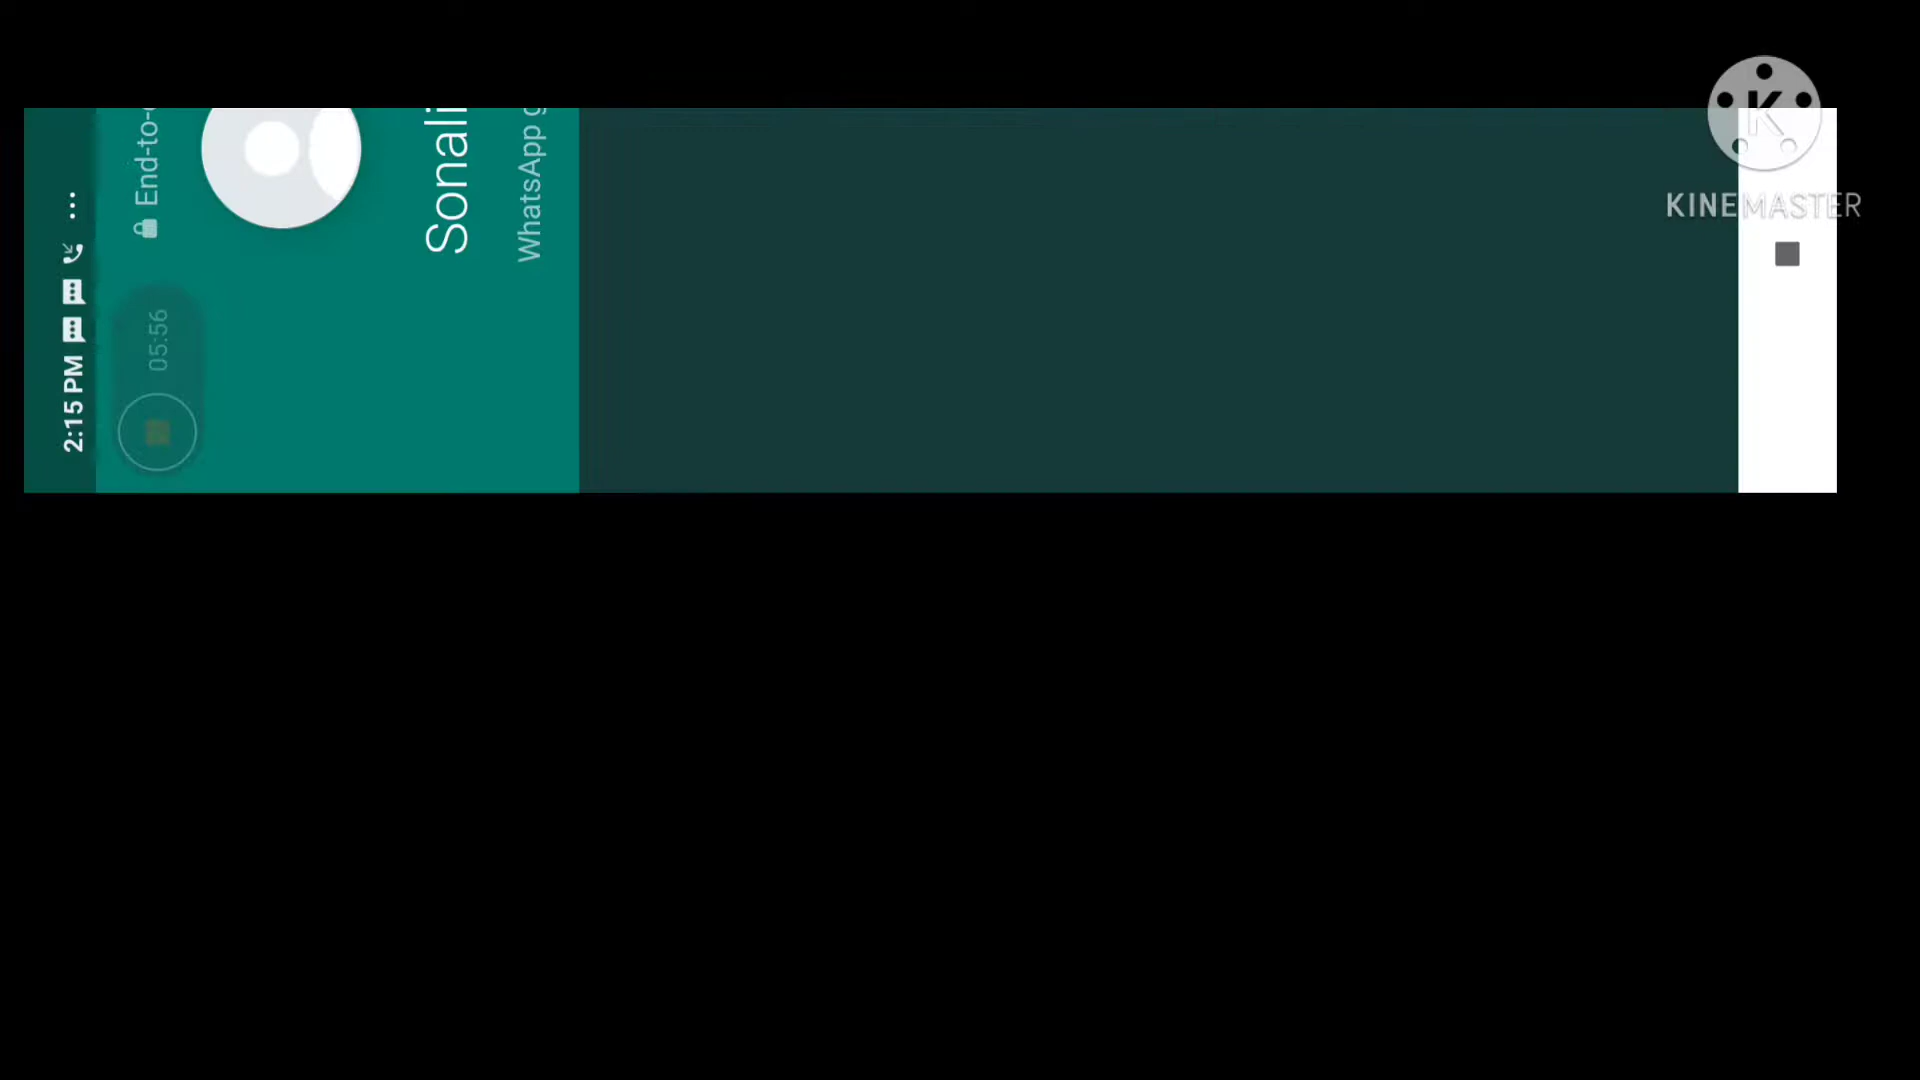 2:15 PM
05:56
End-to-
Sonali
WhatsApp
K
KINEMASTER